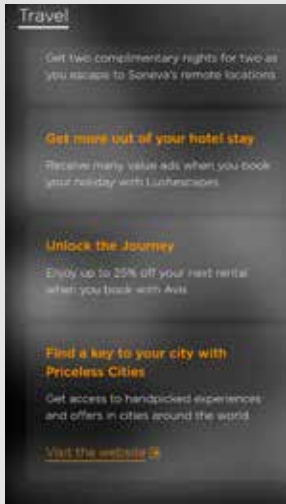 Travel
Get two complimentary nights for two as
you escape to Soneva's remote locations
Get more out of your hotel stay
Receive many value ads when you book
your holiday with Luxhescapes
Unlock the Journey
Enjoy up to 25% off your next rental
when you book with Avis
Find a key to your city with
Priceless Cities
Get access to handpicked experiences
and offers in cities around the world
Visit the website